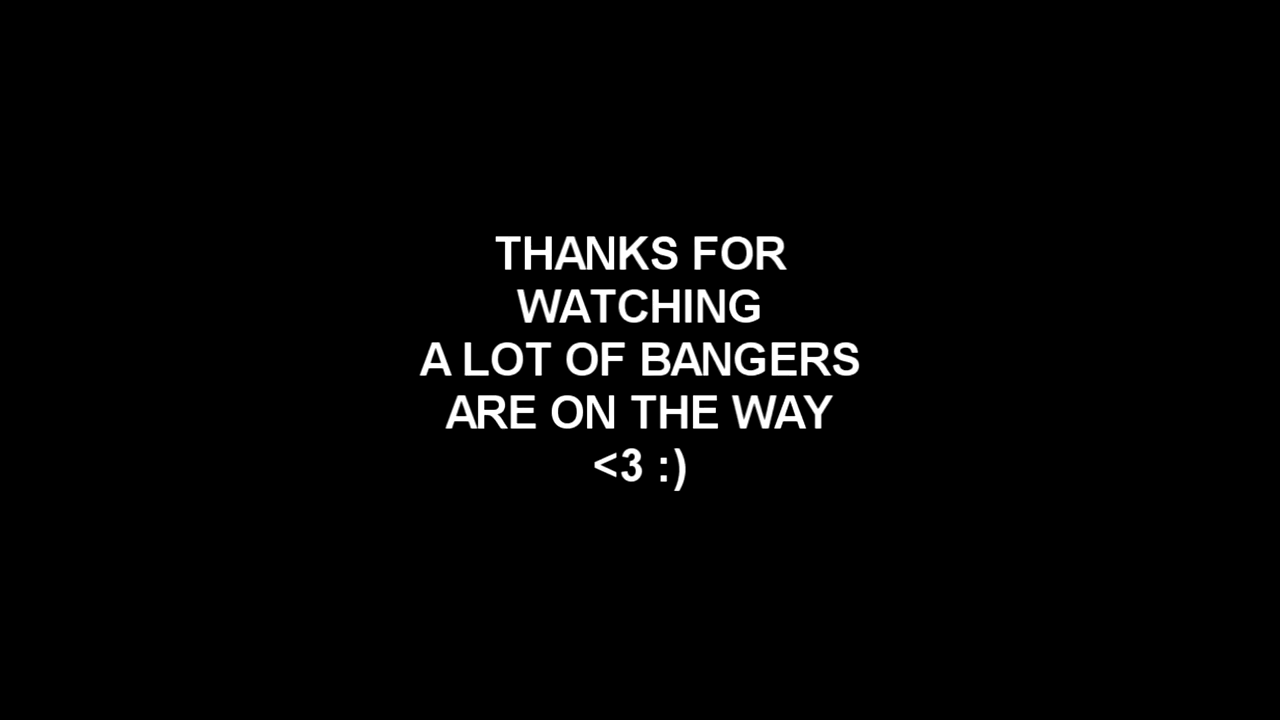 THANKS FOR
WATCHING
A LOT OF BANGERS
ARE ON THE WAY
<3 :)